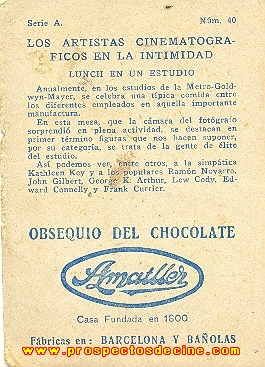 Serie A. Núm. 40
LOS ARTISTAS CINEMATOGRA-
FICOS EN LA INTIMIDAD
LUNCH EN UN ESTUDIO
Anualmente, en los estudios de la Metro-Gold-
wyn-Mayer, se celebra una típica comida entre
los diferentes empleados en aquella importante
manufactura.
En esta mesa, que la cámara del fotógrafo
sorprendió en plena actividad, se destacan en
primer término figuras que nos hacen suponer,
por su categoría, se trata de la gente de élite
del estudio.
Así podemos ver, entre otros, a la simpática
Kathleen Key y a los populares Ramón Novarro,
John Gilbert, George K. Arthur, Lew Cody, Ed-
ward Connelly y Frank Currier.
OBSEQUIO DEL CHOCOLATE
Amatller
Casa Fundada en 1800
Fábricas en: BARCELONA Y BAÑOLAS
www.prospectosdecine.com